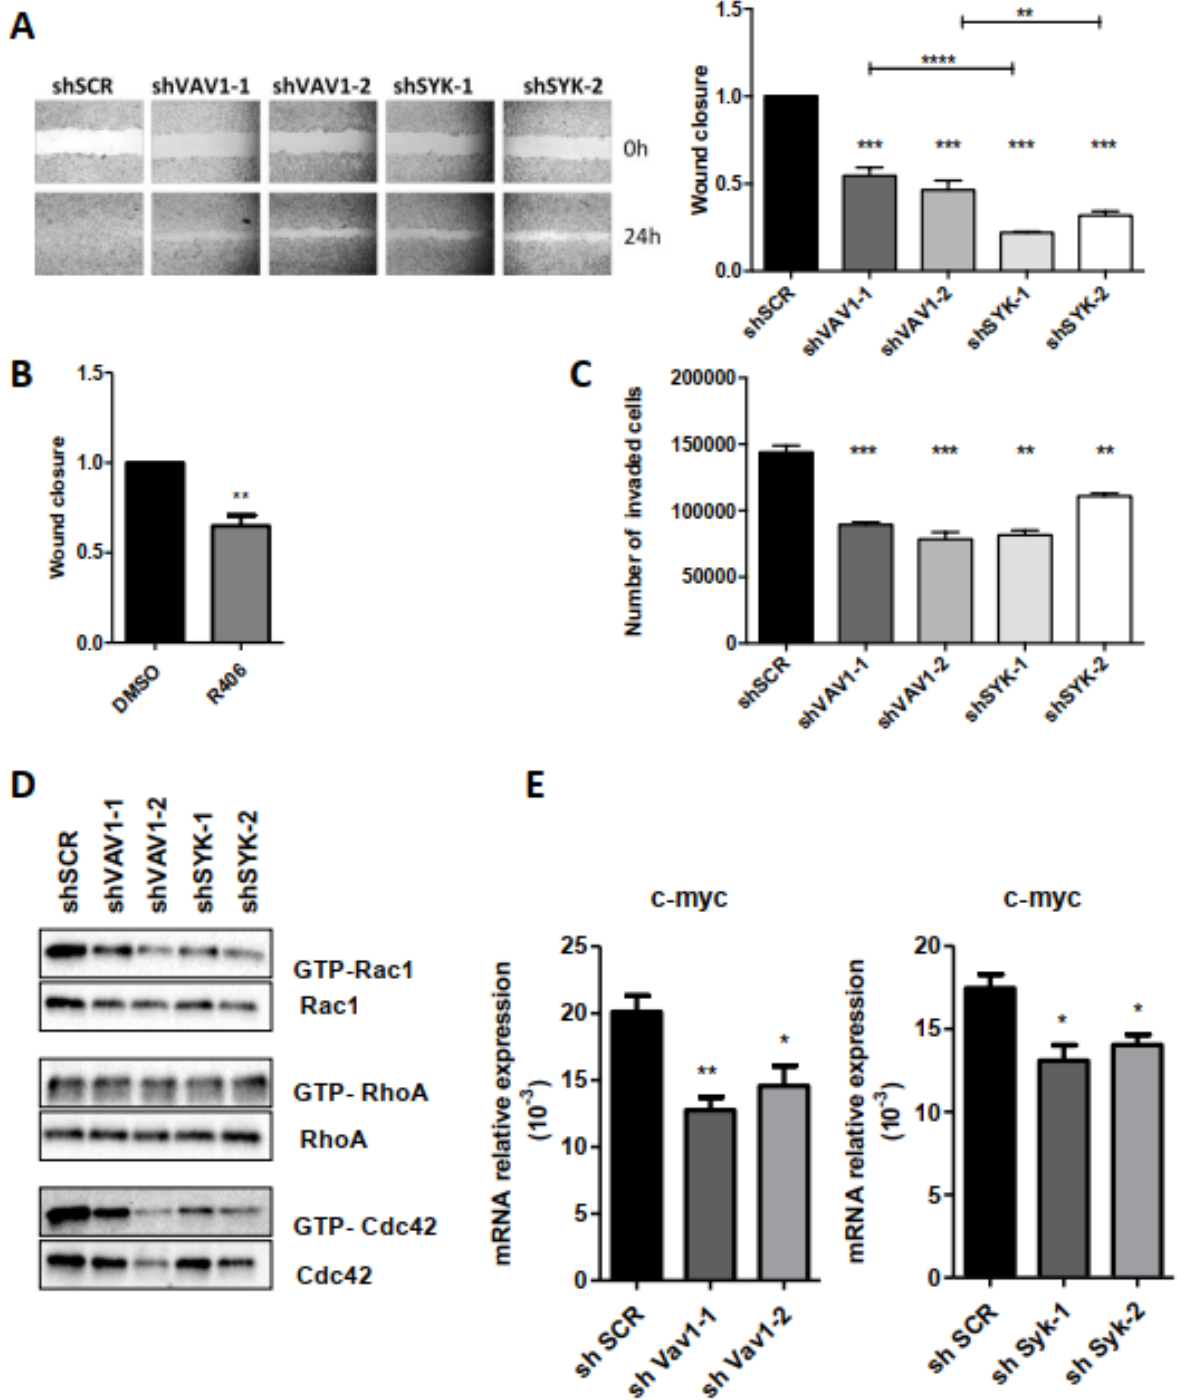 A
shSCR shVAV1-1 shVAV1-2 shSYK-1 shSYK-2
0h
24h
Wound closure
1.5
1.0
0.5
0.0
**
****
*** *** *** ***
shSCR shVAV1-1 shVAV1-2 shSYK-1 shSYK-2
B
Wound closure
1.5
1.0
0.5
0.0
**
DMSO R406
C
Number of invaded cells
200000
150000
100000
50000
0
*** *** ** **
shSCR shVAV1-1 shVAV1-2 shSYK-1 shSYK-2
D
shSCR shVAV1-1 shVAV1-2 shSYK-1 shSYK-2
GTP-Rac1
Rac1
GTP- RhoA
RhoA
GTP- Cdc42
Cdc42
E
c-myc
mRNA relative expression
(10-3)
25
20
15
10
5
0
** *
sh SCR sh Vav1-1 sh Vav1-2
c-myc
mRNA relative expression
(10-3)
20
15
10
5
0
* *
sh SCR sh Syk-1 sh Syk-2